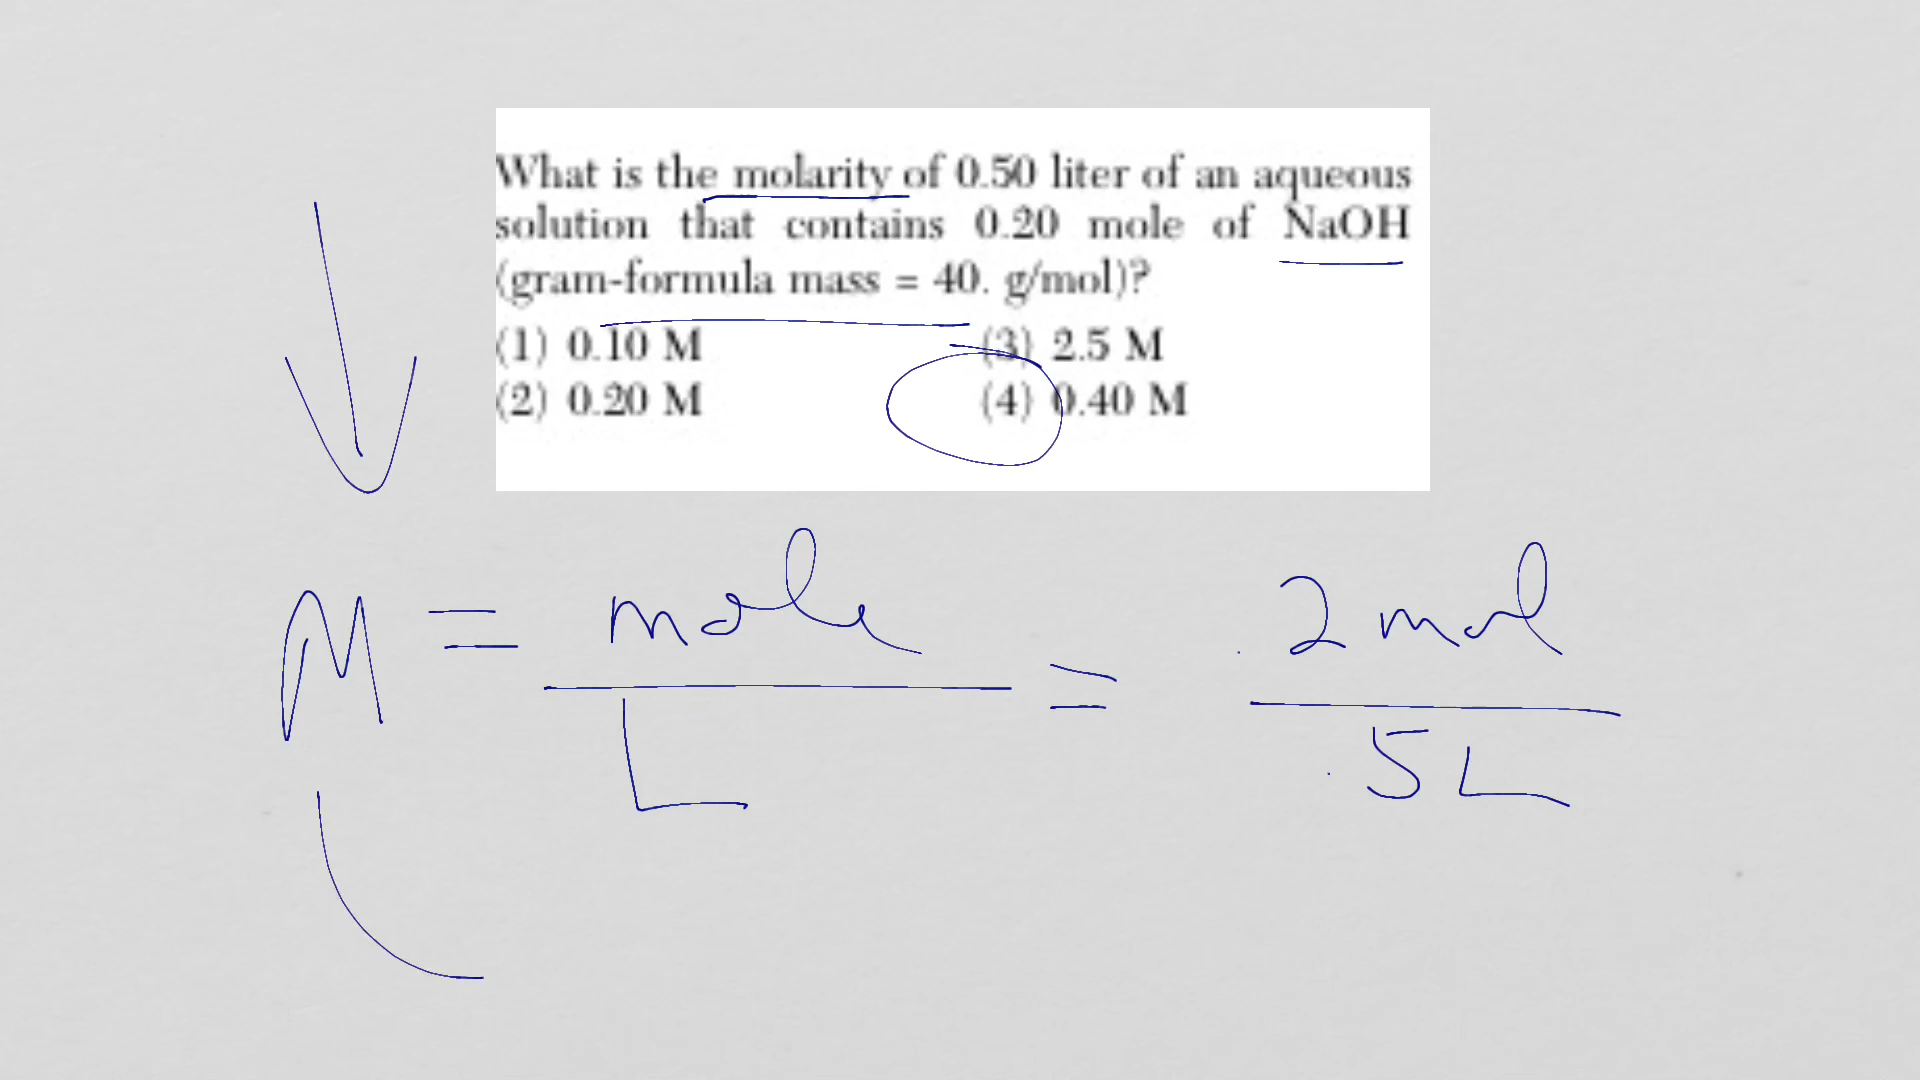 What is the molarity of 0.50 liter of an aqueous
solution that contains 0.20 mole of NaOH
(gram-formula mass = 40. g/mol)?
(1) 0.10 M (3) 2.5 M
(2) 0.20 M (4) 0.40 M
M = mole / L = .2 mol / .5 L